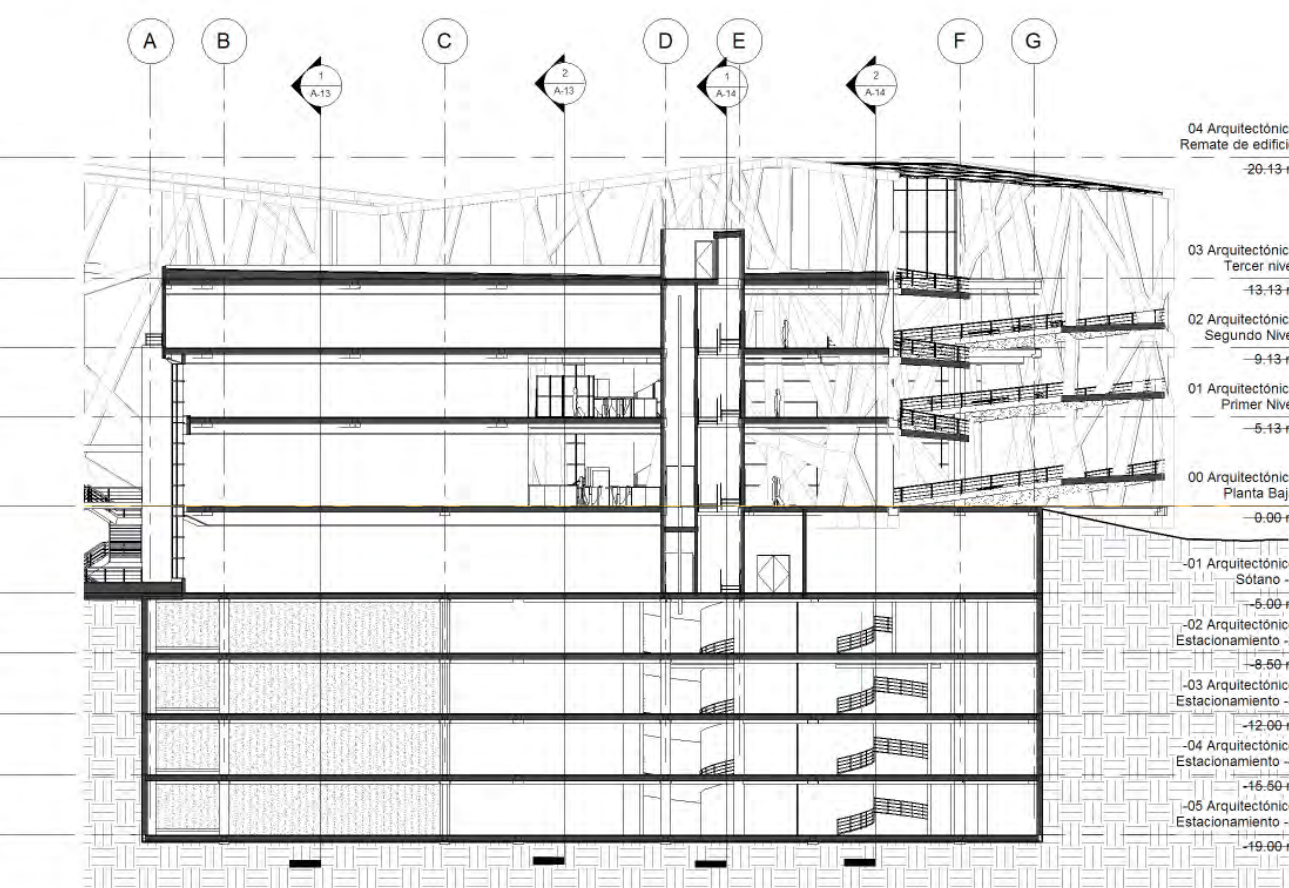 A B C D E F G
1
A-13
2
A-13
1
A-14
2
A-14
04 Arquitectónic
Remate de edifici
20.13
03 Arquitectónic
Tercer nive
13.13
02 Arquitectónic
Segundo Nive
9.13
01 Arquitectónic
Primer Nive
5.13
00 Arquitectónic
Planta Baj
0.00
-01 Arquitectónic
Sótano -
-5.00
-02 Arquitectónic
Estacionamiento -
-8.50
-03 Arquitectónic
Estacionamiento -
-12.00
-04 Arquitectónic
Estacionamiento -
-15.50
-05 Arquitectónic
Estacionamiento -
-19.00